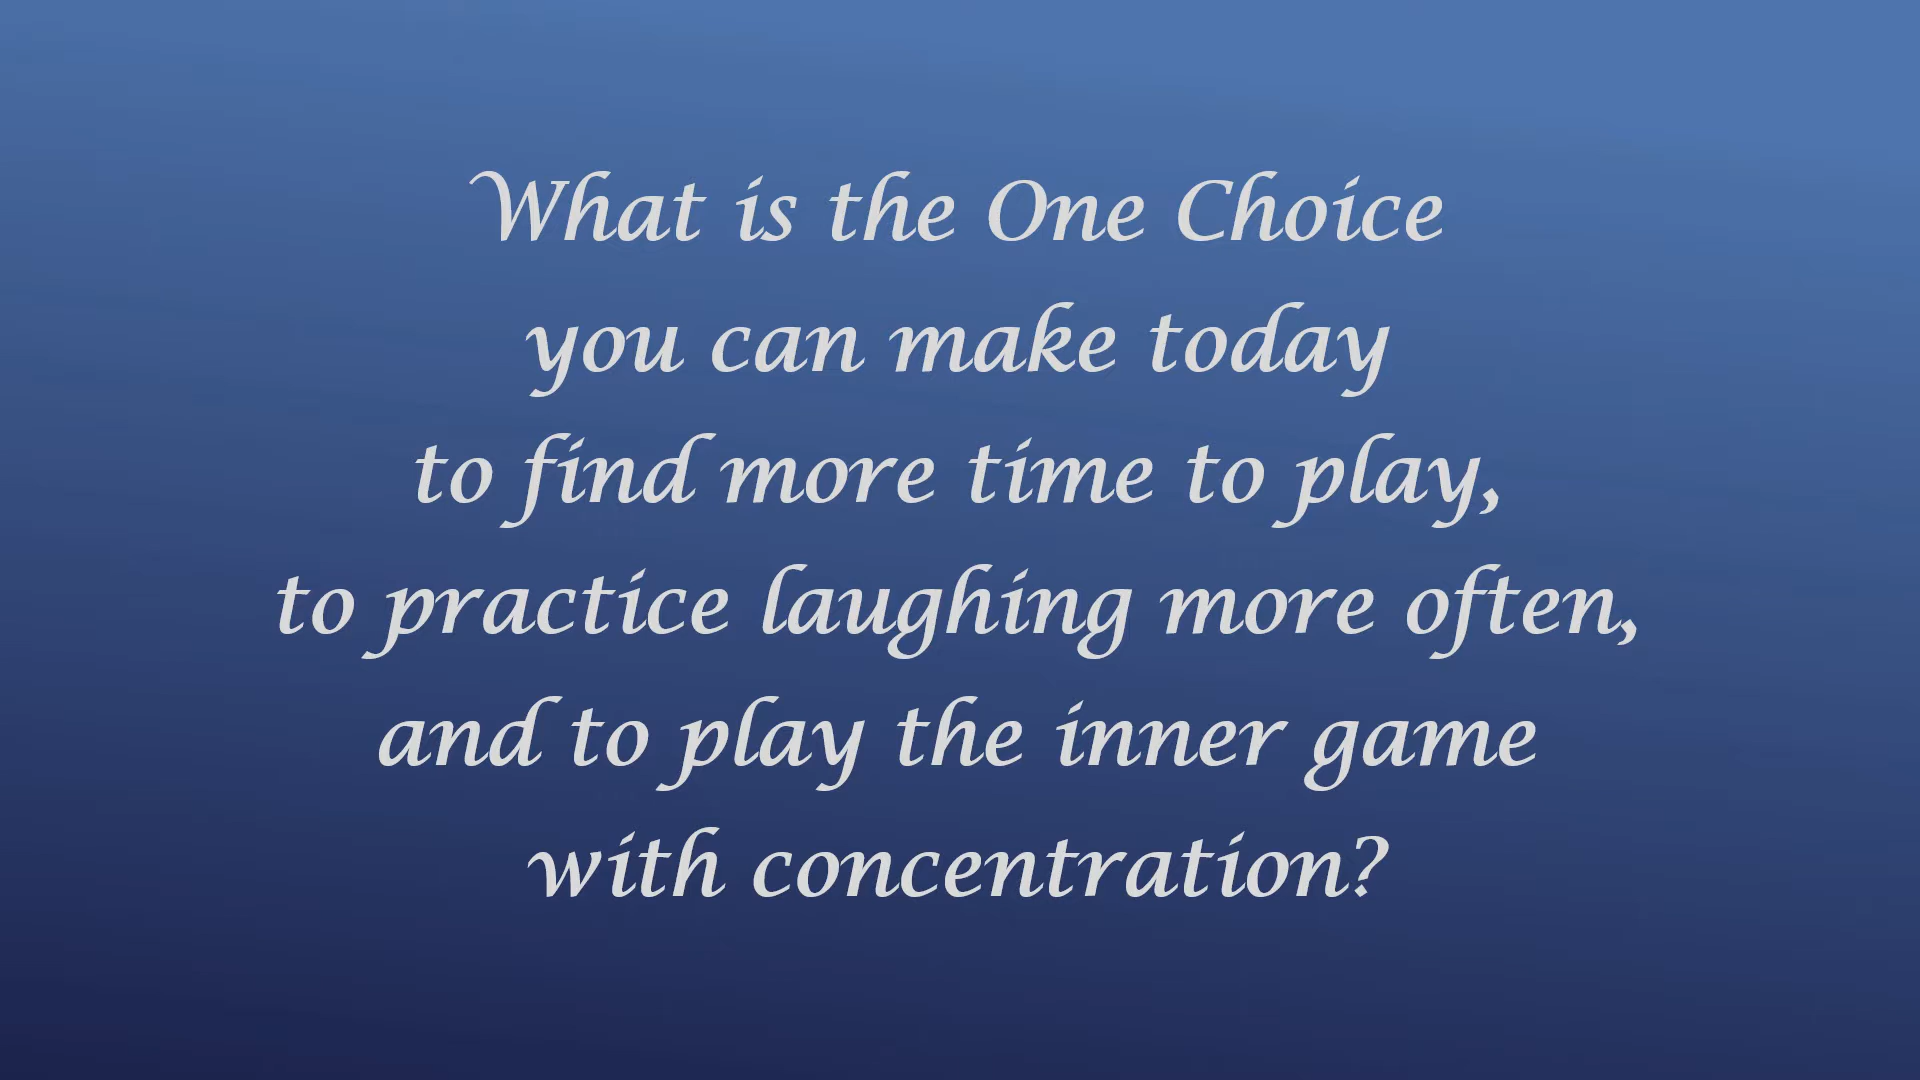 What is the One Choice
you can make today
to find more time to play,
to practice laughing more often,
and to play the inner game
with concentration?